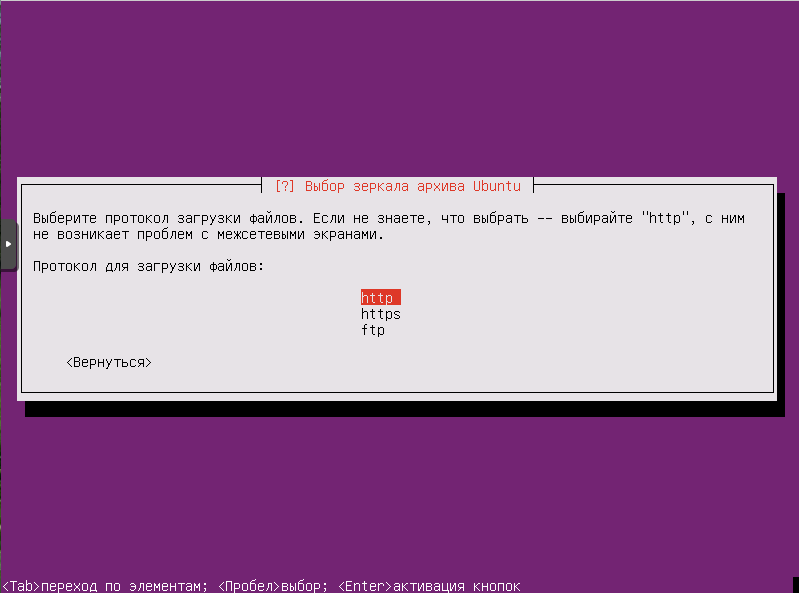 [?] Выбор зеркала архива Ubuntu
Выберите протокол загрузки файлов. Если не знаете, что выбрать -- выбирайте "http", с ним
не возникает проблем с межсетевыми экранами.
Протокол для загрузки файлов:
http
https
ftp
<Вернуться>
<Tab>переход по элементам; <Пробел>выбор; <Enter>активация кнопок